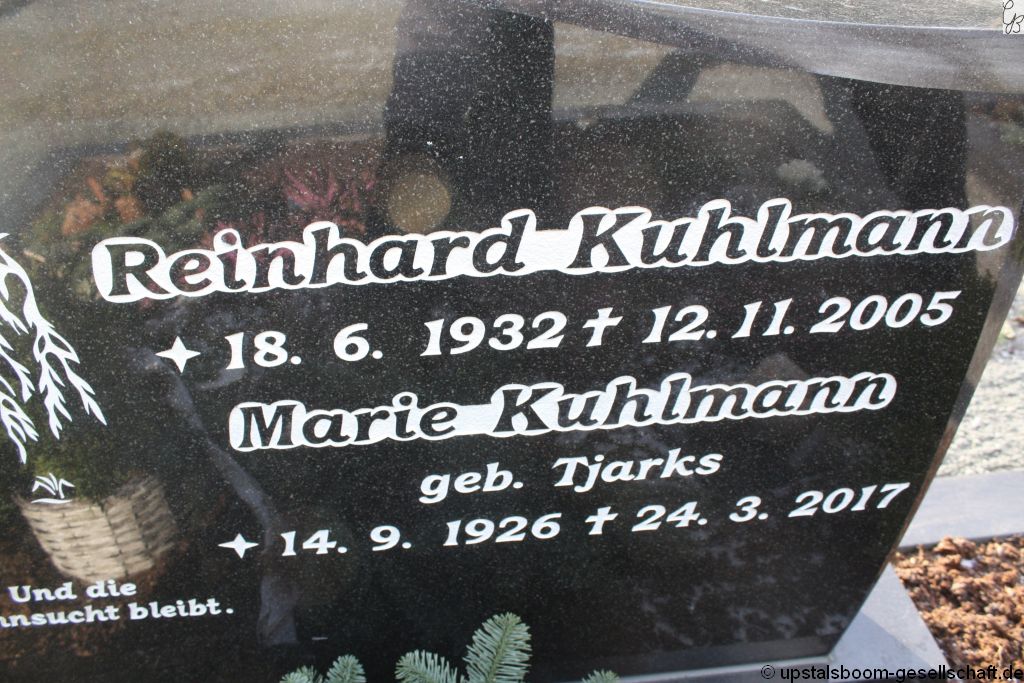 Reinhard Kuhlmann
18. 6. 1932 ✝ 12. 11. 2005
Marie Kuhlmann
geb. Tjarks
14. 9. 1926 ✝ 24. 3. 2017
Und die
bleibt.
© upstalsboom-gesellschaft.de